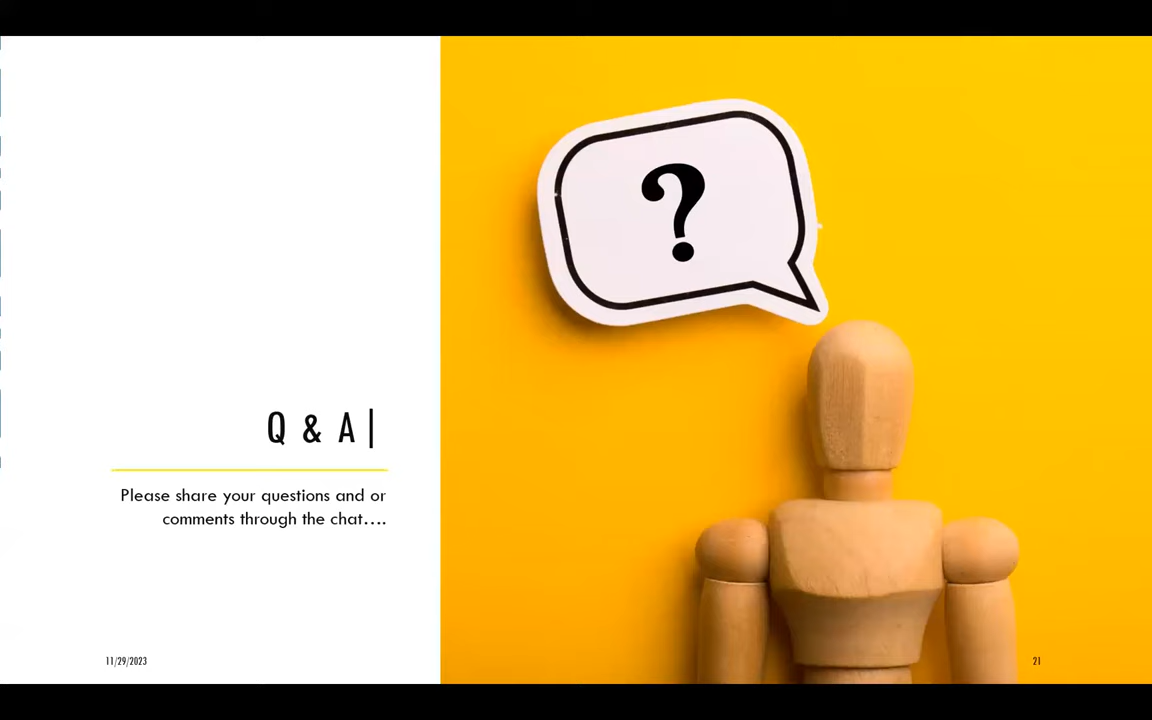 ?
Q & A|
Please share your questions and or
comments through the chat....
11/29/2023
21